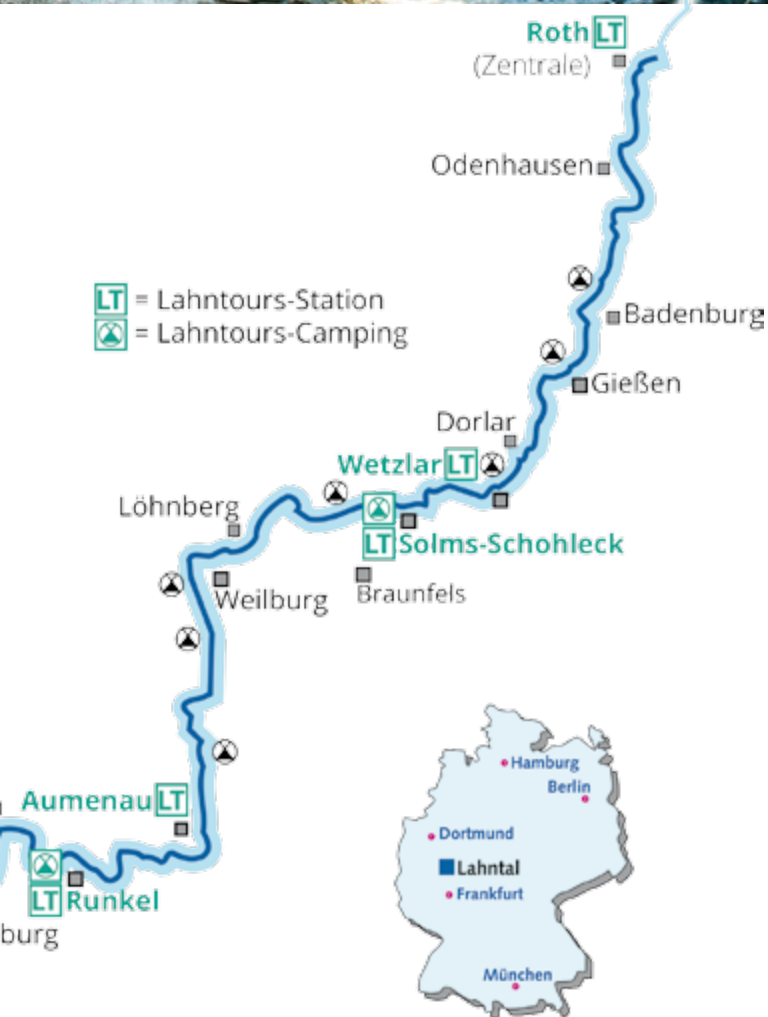 Roth LT
(Zentrale)
Odenhausen
LT = Lahntours-Station
= Lahntours-Camping
Badenburg
Gießen
Dorlar
Wetzlar LT
Löhnberg
LT Solms-Schohleck
Weilburg
Braunfels
Hamburg
Berlin
Aumenau LT
Dortmund
Lahntal
Frankfurt
LT Runkel
burg
München